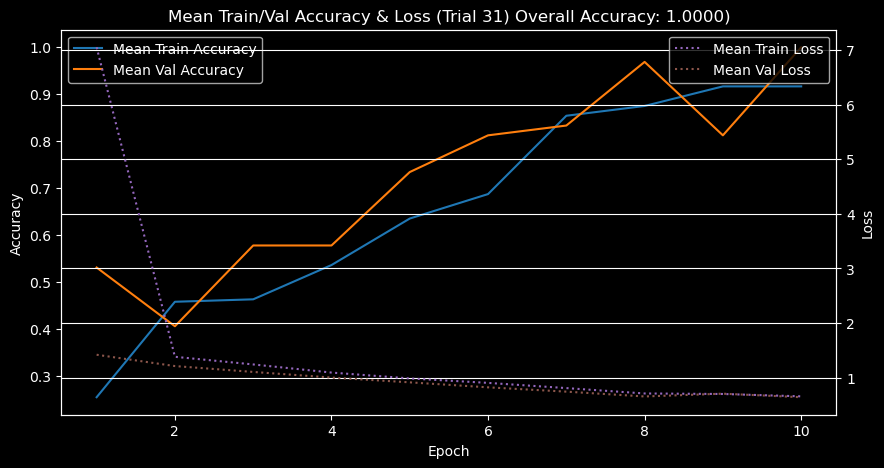 Mean Train/Val Accuracy & Loss (Trial 31) Overall Accuracy: 1.0000)
Mean Train Accuracy
Mean Val Accuracy
Mean Train Loss
Mean Val Loss
Accuracy
1.0
0.9
0.8
0.7
0.6
0.5
0.4
0.3
7
6
5
4
3
2
1
Loss
2
4
6
8
10
Epoch